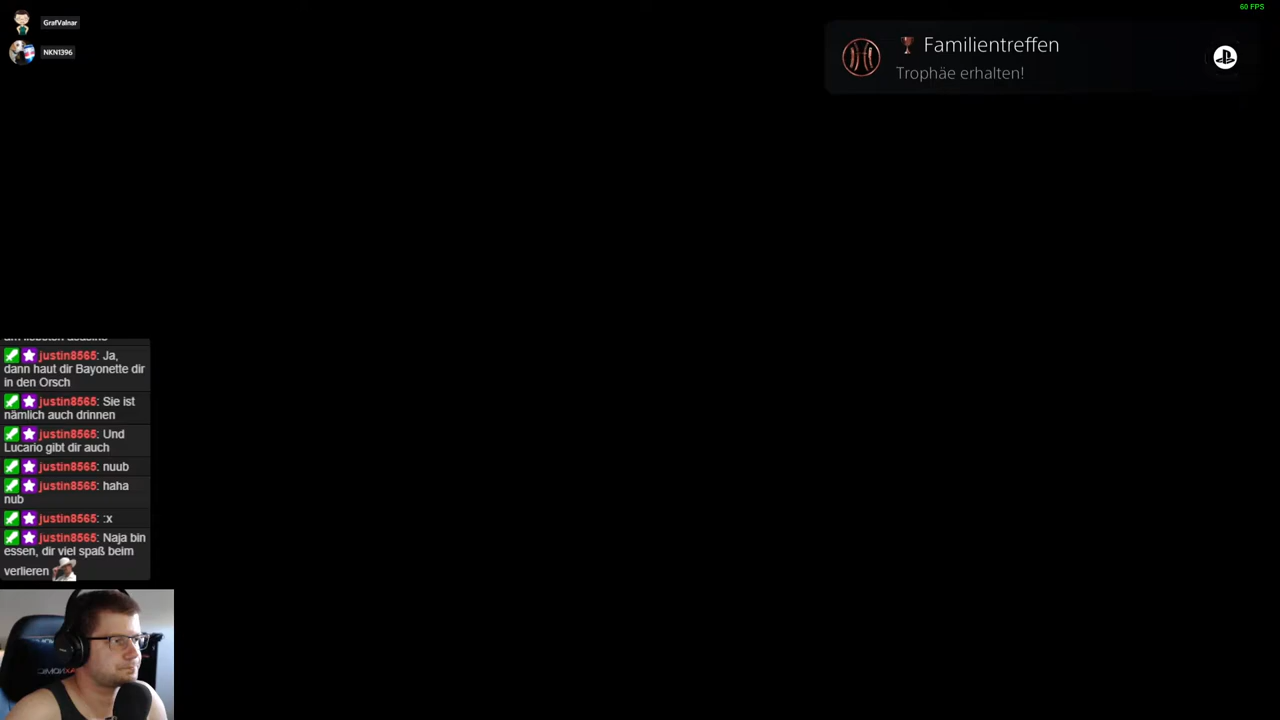 60 FPS
GrafValnar
NKN1396
Familientreffen
Trophäe erhalten!
justin8565: Ja,
dann haut dir Bayonette dir
in den Orsch
justin8565: Sie ist
nämlich auch drinnen
justin8565: Und
Lucario gibt dir auch
justin8565: nuub
justin8565: haha
nub
justin8565: :x
justin8565: Naja bin
essen, dir viel spaß beim
verlieren